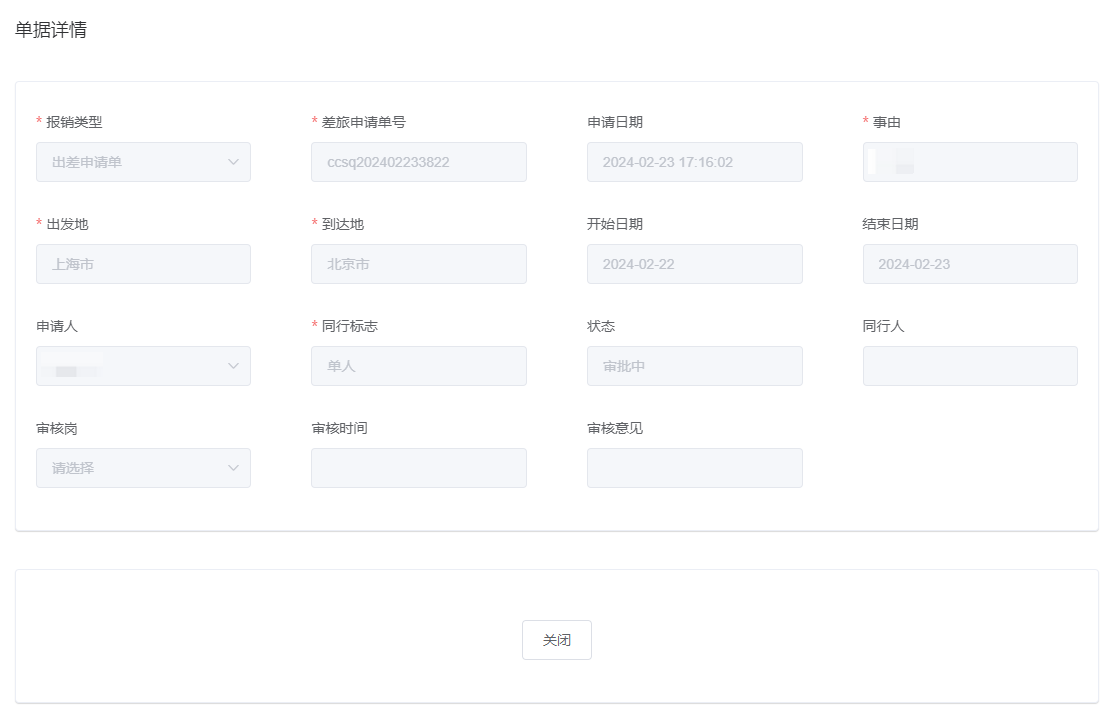 单据详情
* 报销类型 * 差旅申请单号 申请日期 * 事由
出差申请单 ccsq202402233822 2024-02-23 17:16:02
* 出发地 * 到达地 开始日期 结束日期
上海市 北京市 2024-02-22 2024-02-23
申请人 * 同行标志 状态 同行人
单人 审批中
审核岗 审核时间 审核意见
请选择
关闭